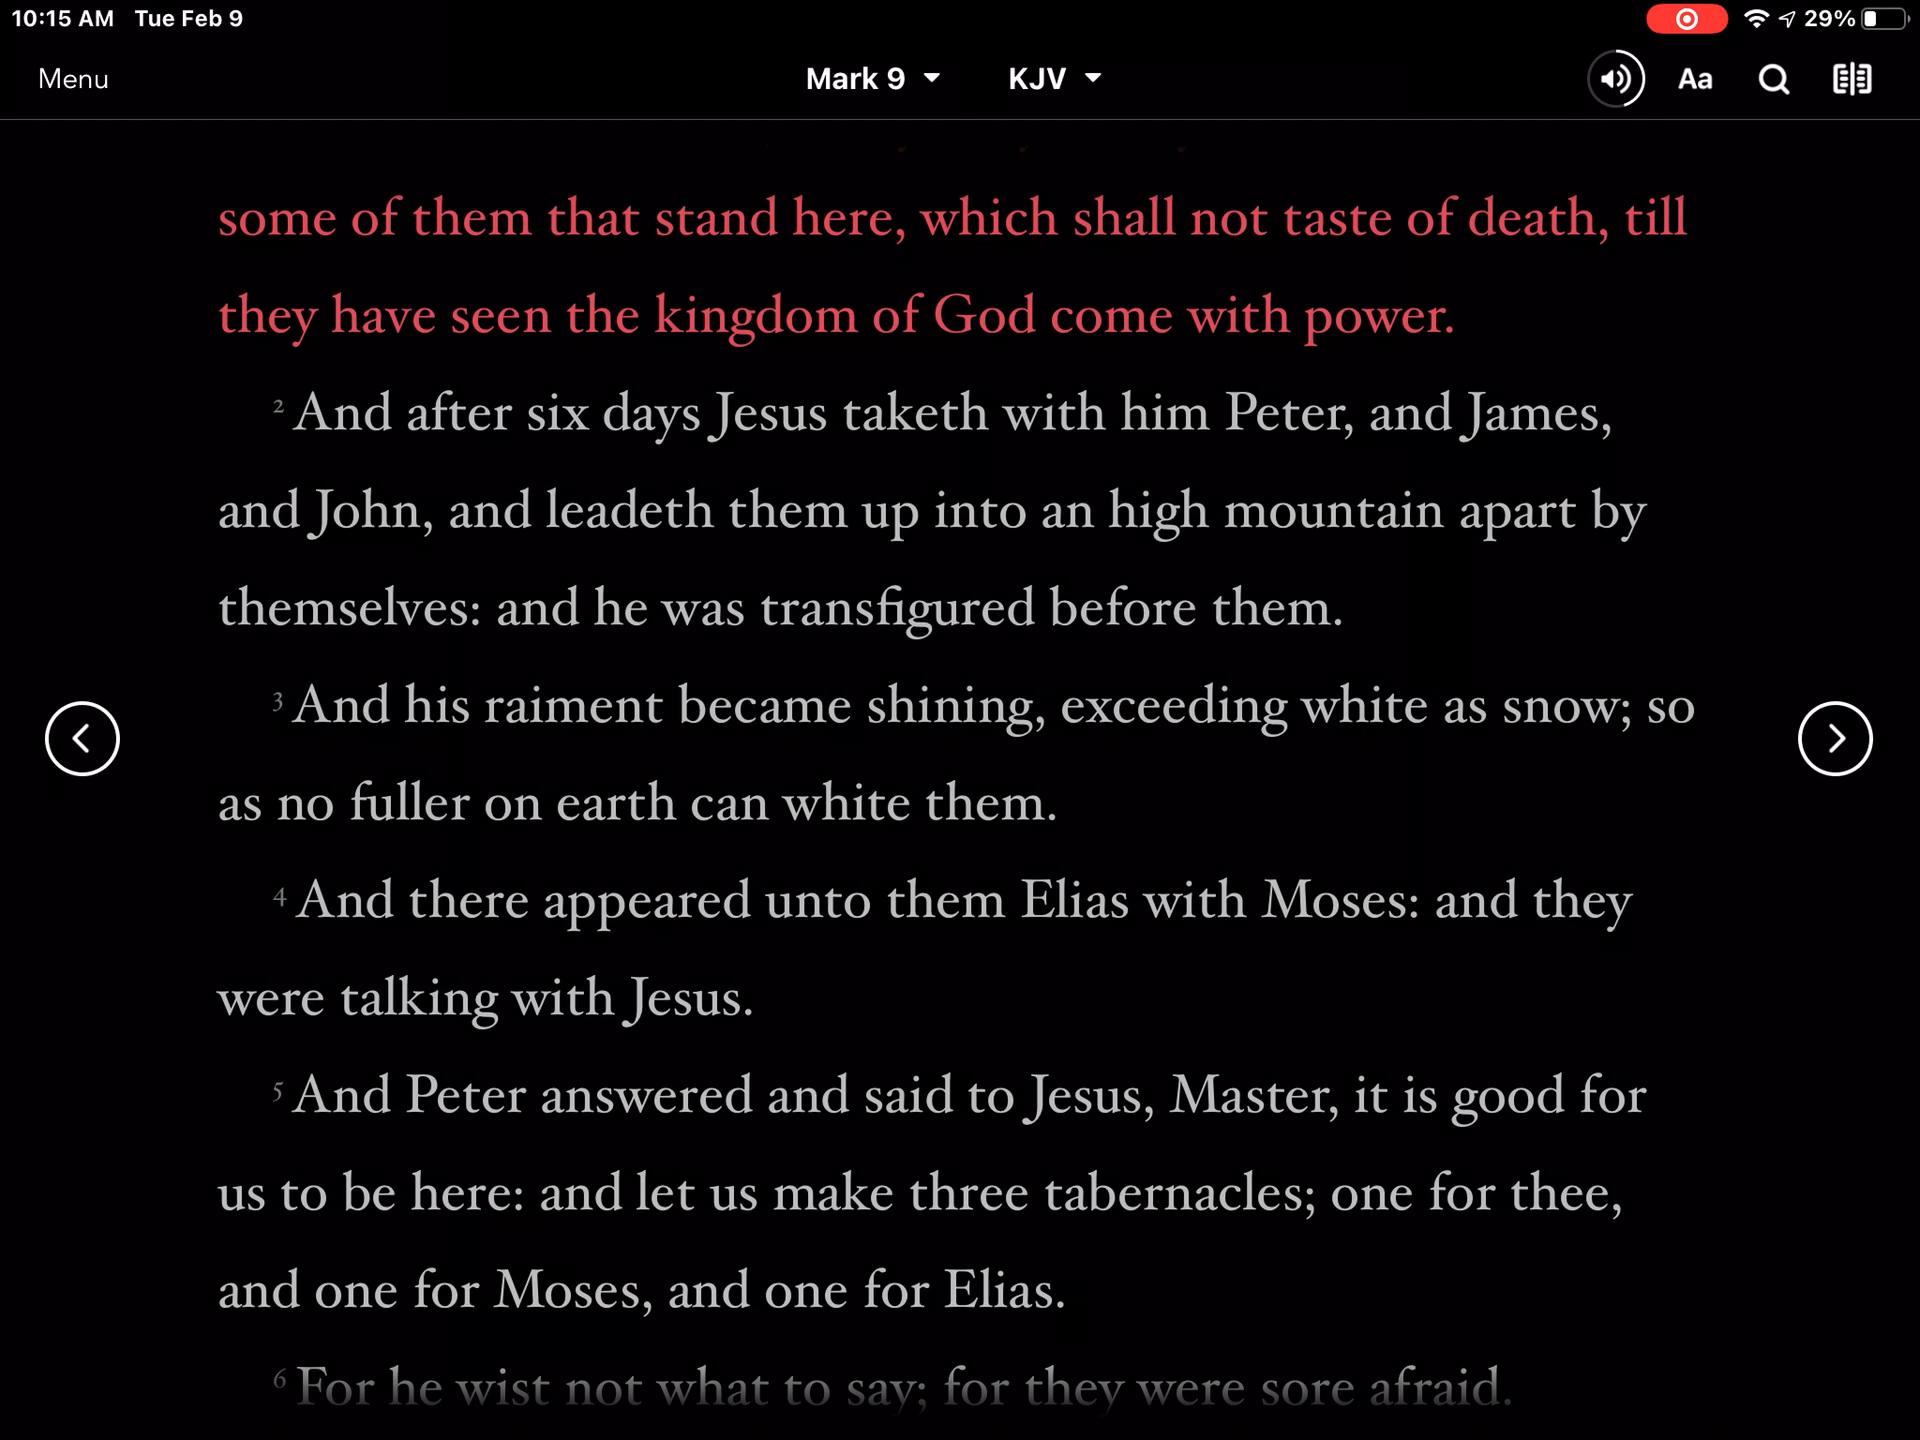 10:15 AM Tue Feb 9 29%
Menu Mark 9 KJV Aa
some of them that stand here, which shall not taste of death, till
they have seen the kingdom of God come with power.
2 And after six days Jesus taketh with him Peter, and James,
and John, and leadeth them up into an high mountain apart by
themselves: and he was transfigured before them.
3 And his raiment became shining, exceeding white as snow; so
as no fuller on earth can white them.
4 And there appeared unto them Elias with Moses: and they
were talking with Jesus.
5 And Peter answered and said to Jesus, Master, it is good for
us to be here: and let us make three tabernacles; one for thee,
and one for Moses, and one for Elias.
6 For he wist not what to say; for they were sore afraid.